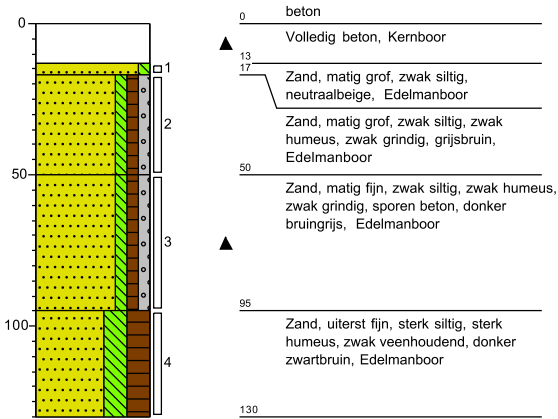 0
50
100
1
2
3
4
beton
0
Volledig beton, Kernboor
13
17
Zand, matig grof, zwak siltig,
neutraalbeige, Edelmanboor
Zand, matig grof, zwak siltig, zwak
humeus, zwak grindig, grijsbruin,
Edelmanboor
50
Zand, matig fijn, zwak siltig, zwak humeus,
zwak grindig, sporen beton, donker
bruingrijs, Edelmanboor
95
Zand, uiterst fijn, sterk siltig, sterk
humeus, zwak veenhoudend, donker
zwartbruin, Edelmanboor
130